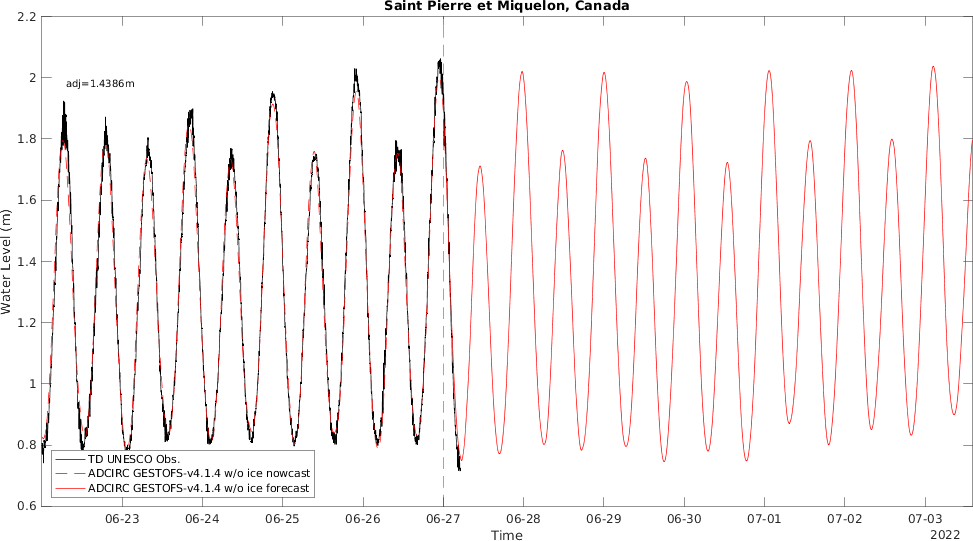 Saint Pierre et Miquelon, Canada
2.2
2
1.8
1.6
1.4
1.2
1
0.8
0.6
Water Level (m)
adj=1.4386m
TD UNESCO Obs.
ADCIRC GESTOFS-v4.1.4 w/o ice nowcast
ADCIRC GESTOFS-v4.1.4 w/o ice forecast
06-23 06-24 06-25 06-26 06-27 06-28 06-29 06-30 07-01 07-02 07-03
Time
2022